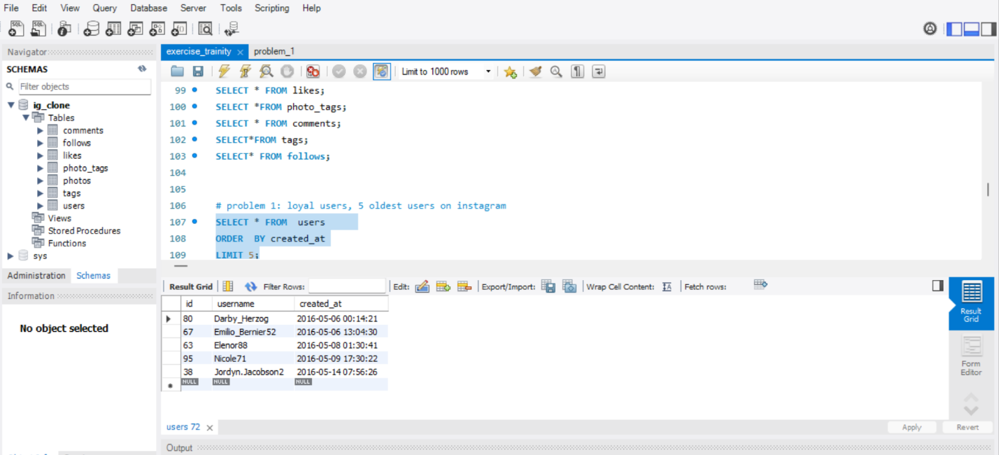 File Edit View Query Database Server Tools Scripting Help
Navigator
SCHEMAS
Filter objects
ig_clone
Tables
comments
follows
likes
photo_tags
photos
tags
users
Views
Stored Procedures
Functions
sys
Administration Schemas
Information
No object selected
exercise_trainity problem_1
Limit to 1000 rows
99 SELECT * FROM likes;
100 SELECT *FROM photo_tags;
101 SELECT * FROM comments;
102 SELECT*FROM tags;
103 SELECT* FROM follows;
104
105
106 # problem 1: loyal users, 5 oldest users on instagram
107 SELECT * FROM  users
108 ORDER  BY created_at
109 LIMIT 5;
Result Grid Filter Rows: Edit: Export/Import: Wrap Cell Content: Fetch rows:
id username created_at
80 Darby_Herzog 2016-05-06 00:14:21
67 Emilio_Bernier52 2016-05-06 13:04:30
63 Elenor88 2016-05-08 01:30:41
95 Nicole71 2016-05-09 17:30:22
38 Jordyn.Jacobson2 2016-05-14 07:56:26
NULL NULL NULL
Result
Grid
Form
Editor
users 72
Apply Revert
Output